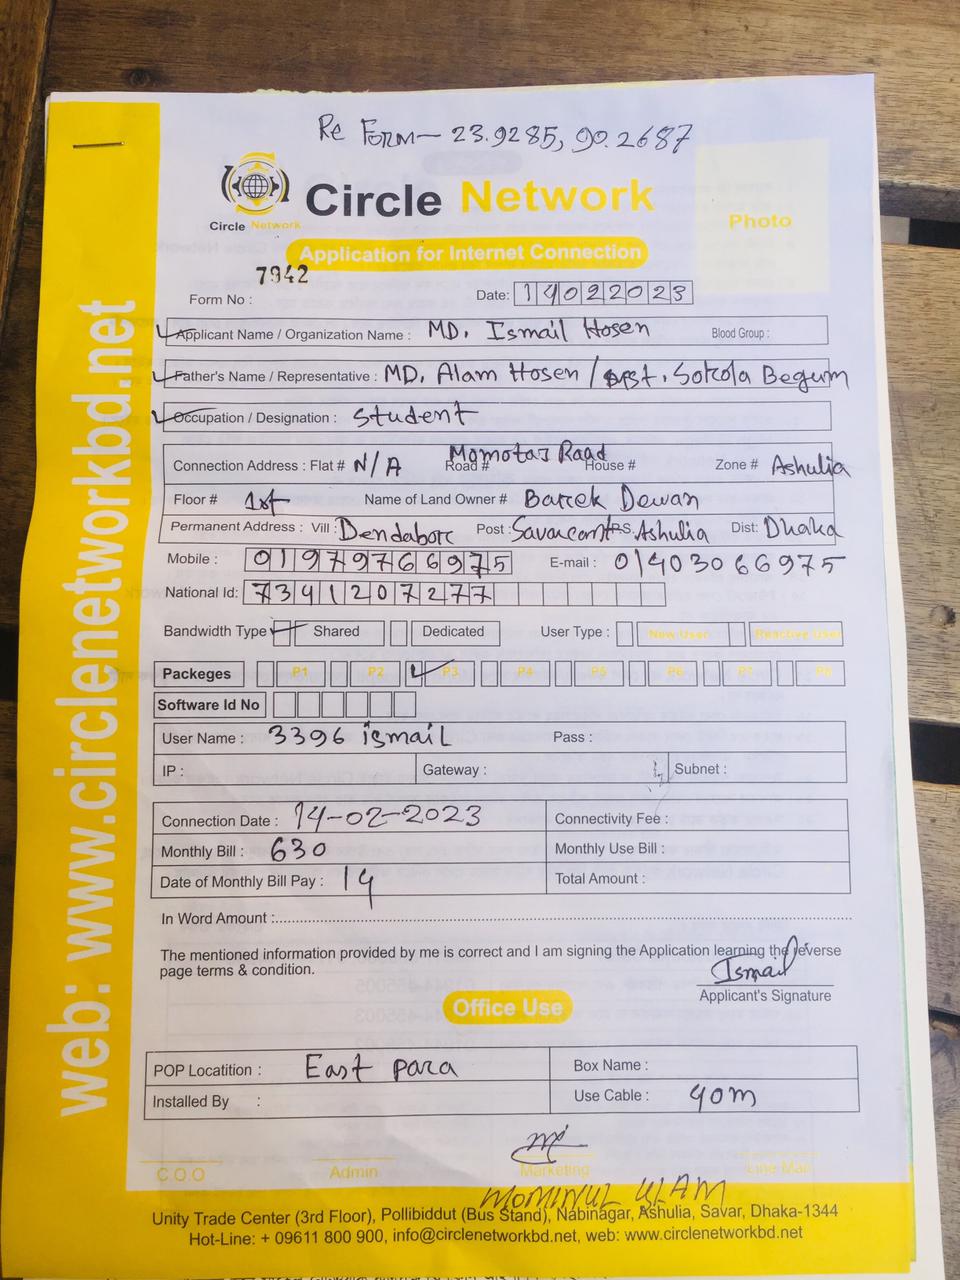 Re Form - 23.9285, 90.2687
Circle Network
Circle Network
Photo
Application for Internet Connection
7942
Form No :
Date: 14022023
Applicant Name / Organization Name : MD. Ismail Hosen Blood Group :
Father's Name / Representative : MD. Alam Hosen / Mst. Sokola Begum
Occupation / Designation : Student
Connection Address : Flat # N/A Road # Momotaj Road House # Zone # Ashulia
Floor # 1st Name of Land Owner # Barek Dewan
Permanent Address : Vill : Dendabor Post : Savarcantt P.S. Ashulia Dist: Dhaka
Mobile : 01979766975 E-mail : 01403066975
National Id: 7341207277
Bandwidth Type Shared Dedicated User Type : New User Reactive User
Packeges P1 P2 P3 P4 P5 P6 P7 P8
Software Id No
User Name : 3396 ismail Pass :
IP : Gateway : Subnet :
Connection Date : 14-02-2023 Connectivity Fee :
Monthly Bill : 630 Monthly Use Bill :
Date of Monthly Bill Pay : 14 Total Amount :
In Word Amount :
The mentioned information provided by me is correct and I am signing the Application learning the reverse
page terms & condition.
Ismail
Applicant's Signature
Office Use
POP Locatition : East para Box Name :
Installed By : Use Cable : 40m
C.O.O Admin Marketing Line Man
MOMINUL ISLAM
Unity Trade Center (3rd Floor), Pollibiddut (Bus Stand), Nabinagar, Ashulia, Savar, Dhaka-1344
Hot-Line: + 09611 800 900, info@circlenetworkbd.net, web: www.circlenetworkbd.net
web: www.circlenetworkbd.net